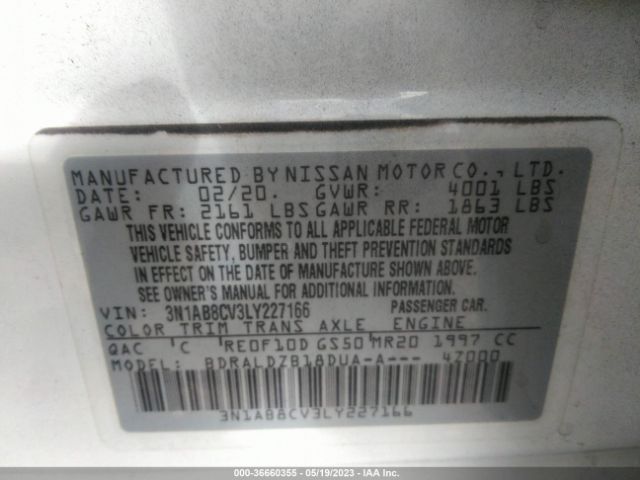 MANUFACTURED BY NISSAN MOTOR CO., LTD.
DATE: 02/20. GVWR: 4001 LBS
GAWR FR: 2161 LBS GAWR RR: 1863 LBS
THIS VEHICLE CONFORMS TO ALL APPLICABLE FEDERAL MOTOR
VEHICLE SAFETY, BUMPER AND THEFT PREVENTION STANDARDS
IN EFFECT ON THE DATE OF MANUFACTURE SHOWN ABOVE.
SEE OWNER'S MANUAL FOR ADDITIONAL INFORMATION.
VIN: 3N1AB8CV3LY227166 PASSENGER CAR.
COLOR TRIM TRANS AXLE ENGINE
QAC C RE0F10D GS50 MR20 1997 CC
MODEL: BDRALDZB18DUA-A--- 4Z000
3N1AB8CV3LY227166
000-36660355 - 05/19/2023 - IAA Inc.